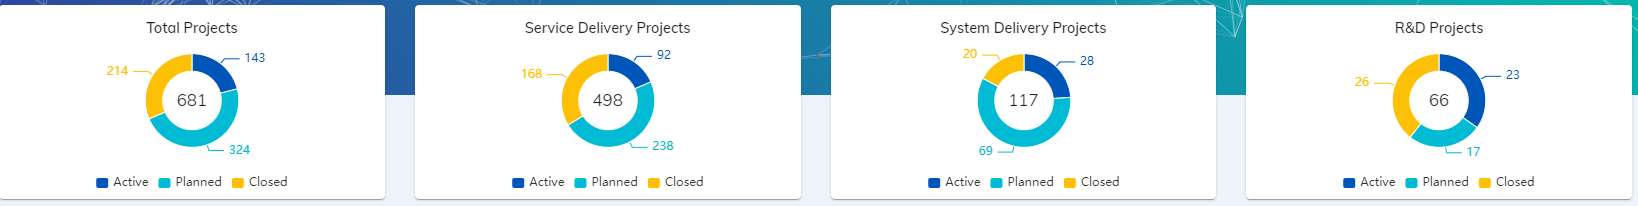 Total Projects
143
214
681
324
Active Planned Closed
Service Delivery Projects
92
168
498
238
Active Planned Closed
System Delivery Projects
20
28
117
69
Active Planned Closed
R&D Projects
23
26
66
17
Active Planned Closed